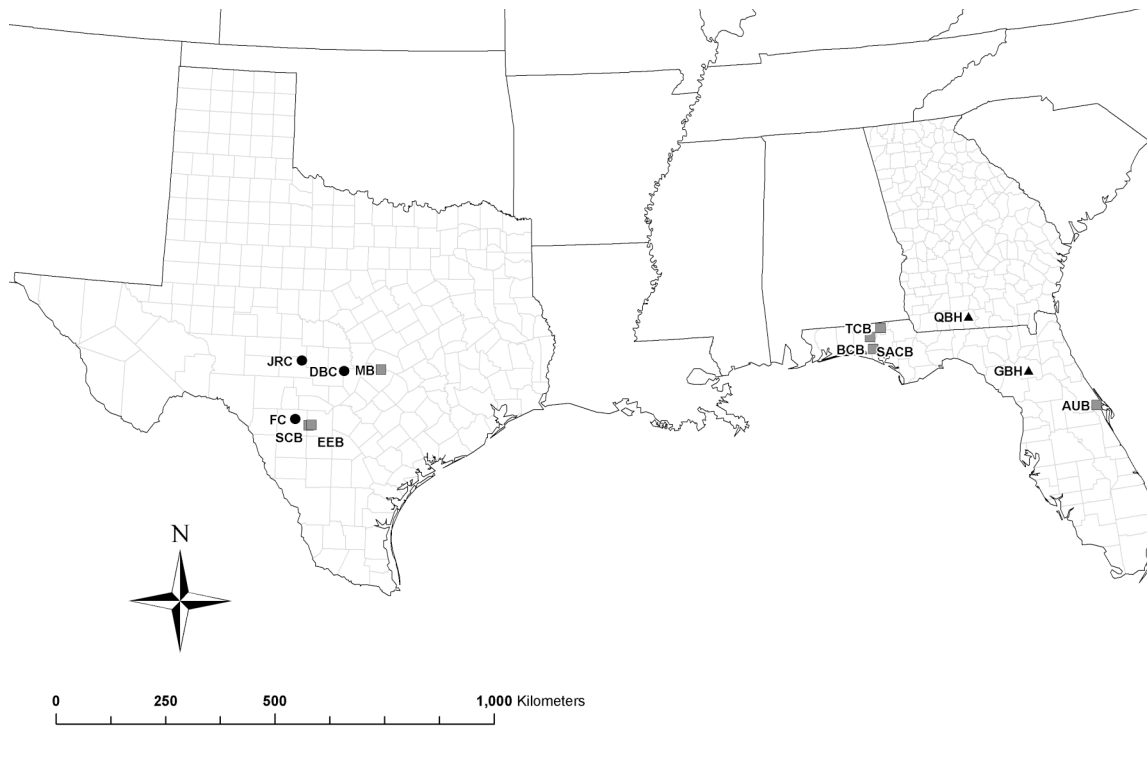 QBH
TCB
BCB
SACB
JRC
DBC
MB
GBH
AUB
FC
SCB
EEB
N
0
250
500
1,000 Kilometers